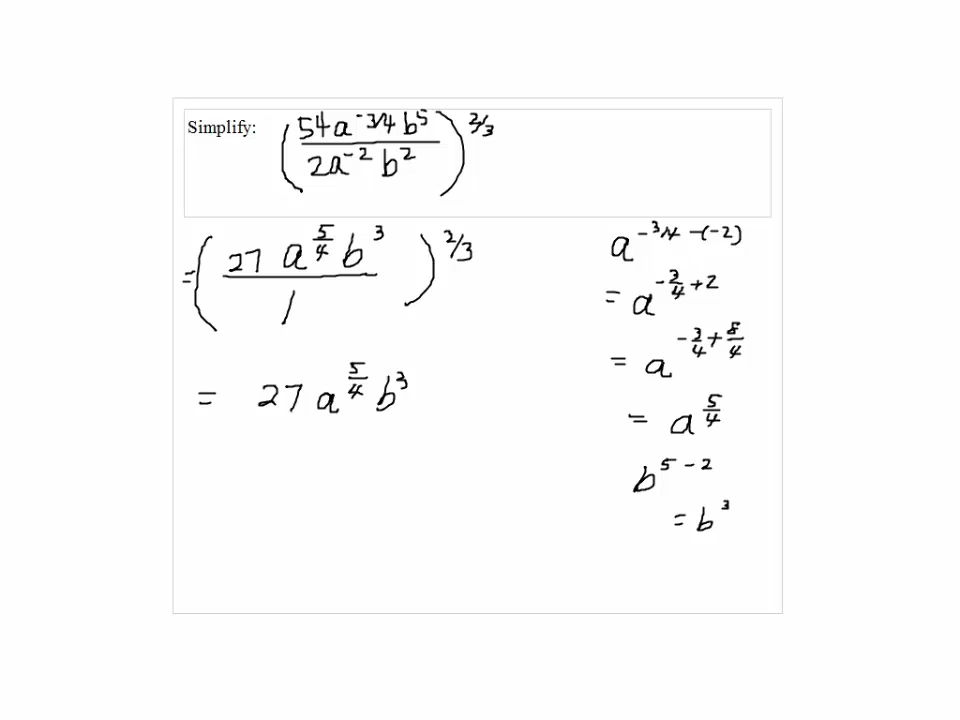 Simplify: (54a^-3/4 b^5 / 2a^-2 b^2)^2/3
= (27 a^5/4 b^3 / 1)^2/3
= 27 a^5/4 b^3
a^-3/4 -(-2)
= a^-3/4 + 2
= a^-3/4 + 8/4
= a^5/4
b^5 - 2
= b^3